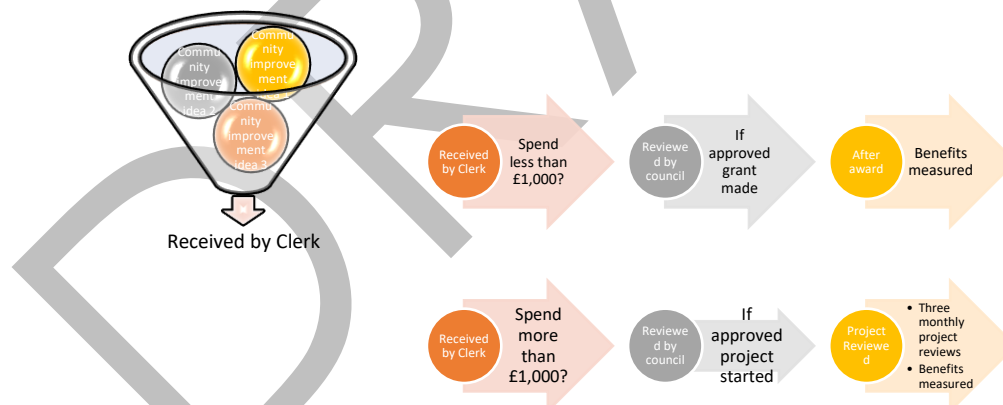 Commu
nity
improve
ment
idea 2
Commu
nity
improve
ment
Commu
nity
improve
ment
idea 3
Received by Clerk
Received
by Clerk
Spend
less than
£1,000?
Reviewe
d by
council
If
approved
grant
made
After
award
Benefits
measured
Received
by Clerk
Spend
more
than
£1,000?
Reviewe
d by
council
If
approved
project
started
Project
Reviewe
d
• Three
monthly
project
reviews
• Benefits
measured